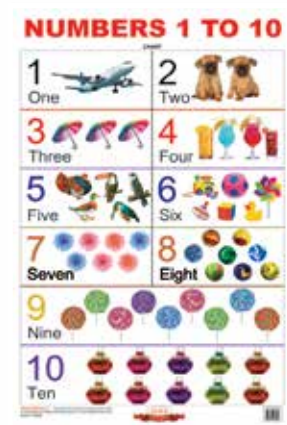 NUMBERS 1 TO 10
CHART
1
One
2
Two
3
Three
4
Four
5
Five
6
Six
7
Seven
8
Eight
9
Nine
10
Ten